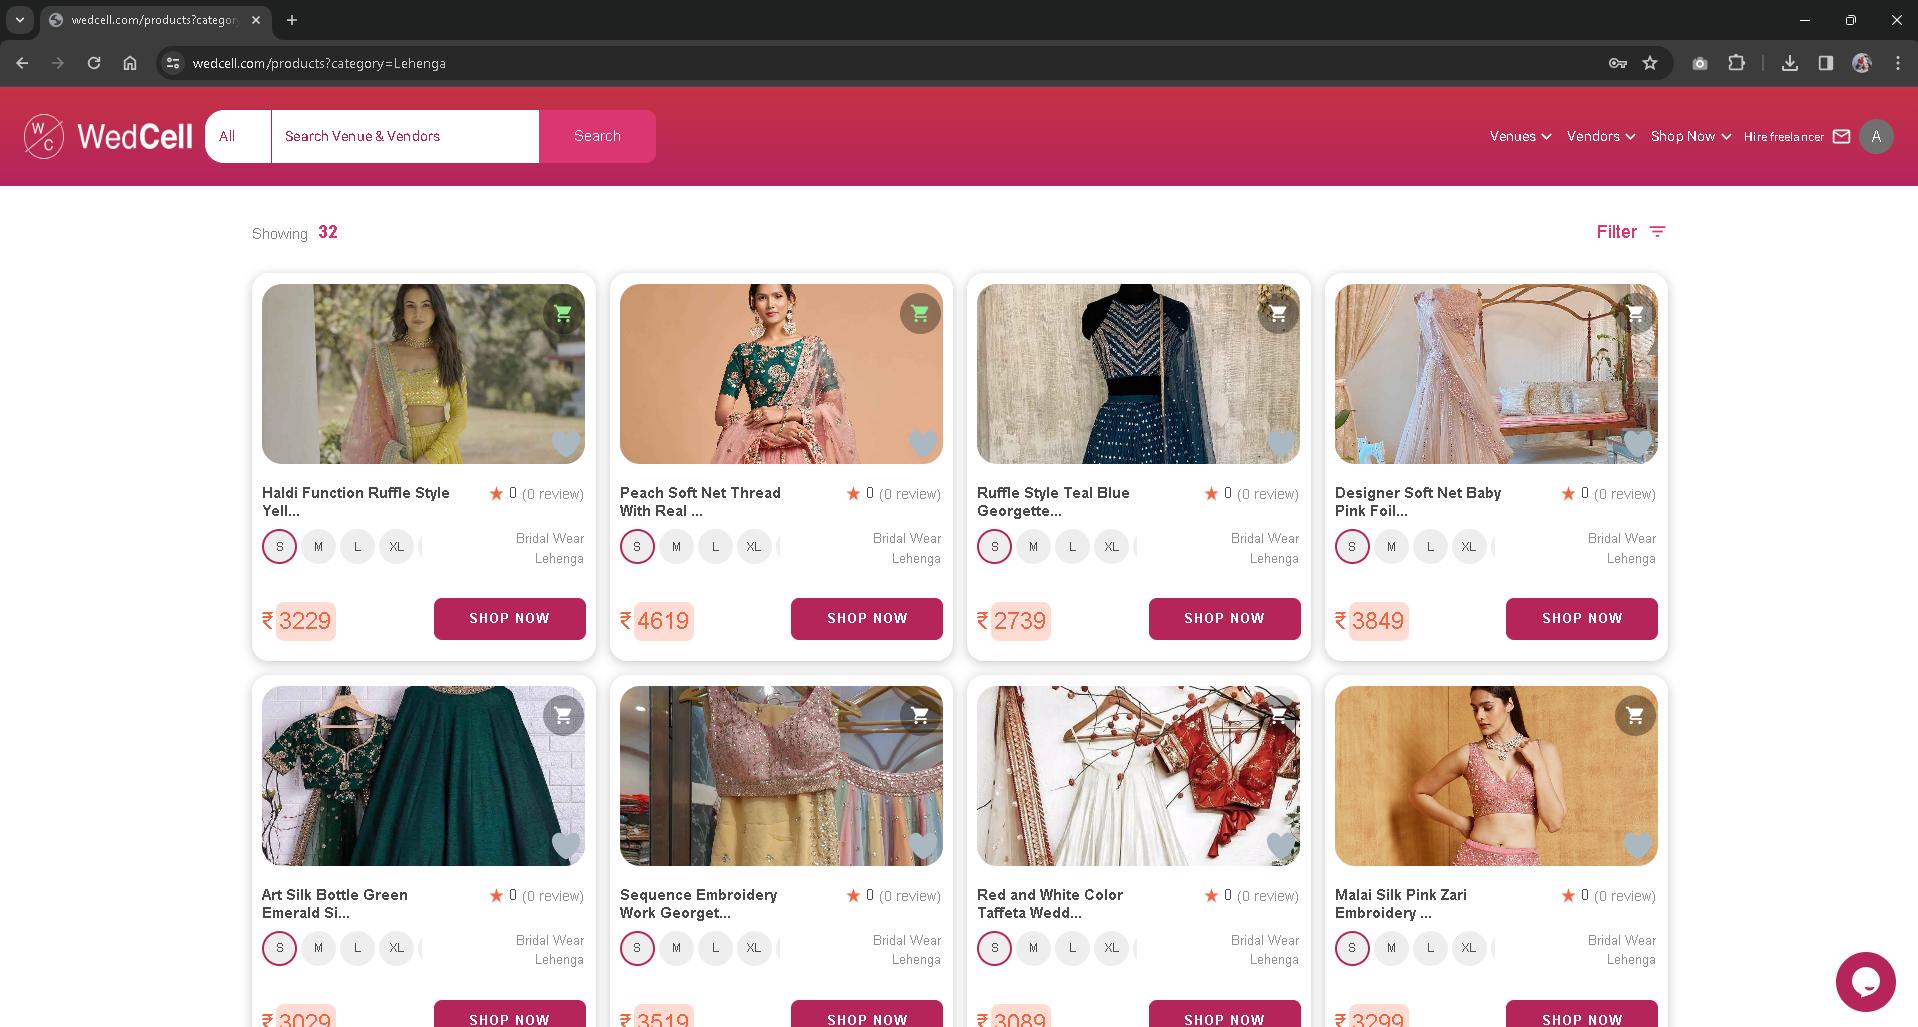 wedcell.com/products?categor
wedcell.com/products?category=Lehenga
W C WedCell
All
Search Venue & Vendors
Search
Venues
Vendors
Shop Now
Hire freelancer
A
Showing 32
Filter
Haldi Function Ruffle Style
Yell...
0 (0 review)
S M L XL
Bridal Wear
Lehenga
₹ 3229
SHOP NOW
Peach Soft Net Thread
With Real ...
0 (0 review)
S M L XL
Bridal Wear
Lehenga
₹ 4619
SHOP NOW
Ruffle Style Teal Blue
Georgette...
0 (0 review)
S M L XL
Bridal Wear
Lehenga
₹ 2739
SHOP NOW
Designer Soft Net Baby
Pink Foil...
0 (0 review)
S M L XL
Bridal Wear
Lehenga
₹ 3849
SHOP NOW
Art Silk Bottle Green
Emerald Si...
0 (0 review)
S M L XL
Bridal Wear
Lehenga
₹ 3029
SHOP NOW
Sequence Embroidery
Work Georget...
0 (0 review)
S M L XL
Bridal Wear
Lehenga
₹ 3519
SHOP NOW
Red and White Color
Taffeta Wedd...
0 (0 review)
S M L XL
Bridal Wear
Lehenga
₹ 3089
SHOP NOW
Malai Silk Pink Zari
Embroidery ...
0 (0 review)
S M L XL
Bridal Wear
Lehenga
₹ 3299
SHOP NOW